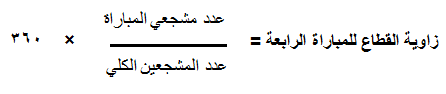 عدد مشجعي المباراة
زاوية القطاع للمباراة الرابعة = × ٣٦٠
عدد المشجعين الكلي